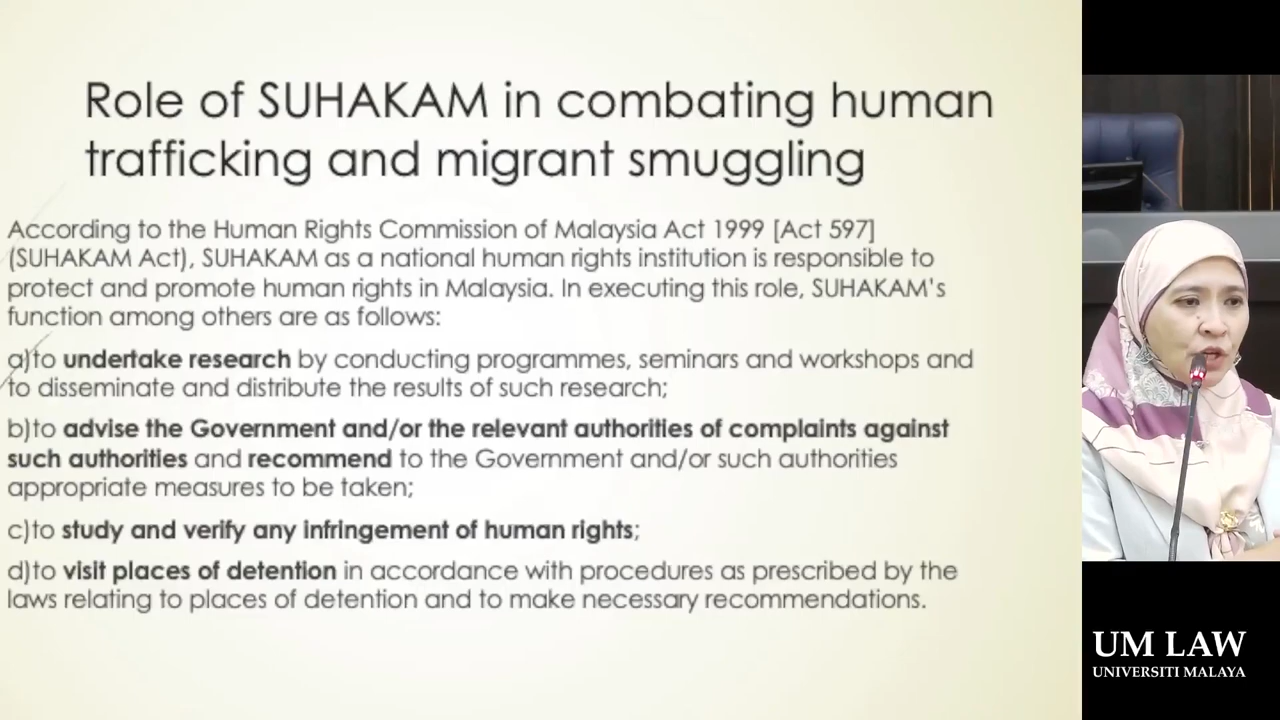 Role of SUHAKAM in combating human
trafficking and migrant smuggling
According to the Human Rights Commission of Malaysia Act 1999 [Act 597]
(SUHAKAM Act), SUHAKAM as a national human rights institution is responsible to
protect and promote human rights in Malaysia. In executing this role, SUHAKAM's
function among others are as follows:
a)to undertake research by conducting programmes, seminars and workshops and
to disseminate and distribute the results of such research;
b)to advise the Government and/or the relevant authorities of complaints against
such authorities and recommend to the Government and/or such authorities
appropriate measures to be taken;
c)to study and verify any infringement of human rights;
d)to visit places of detention in accordance with procedures as prescribed by the
laws relating to places of detention and to make necessary recommendations.
UM LAW
UNIVERSITI MALAYA